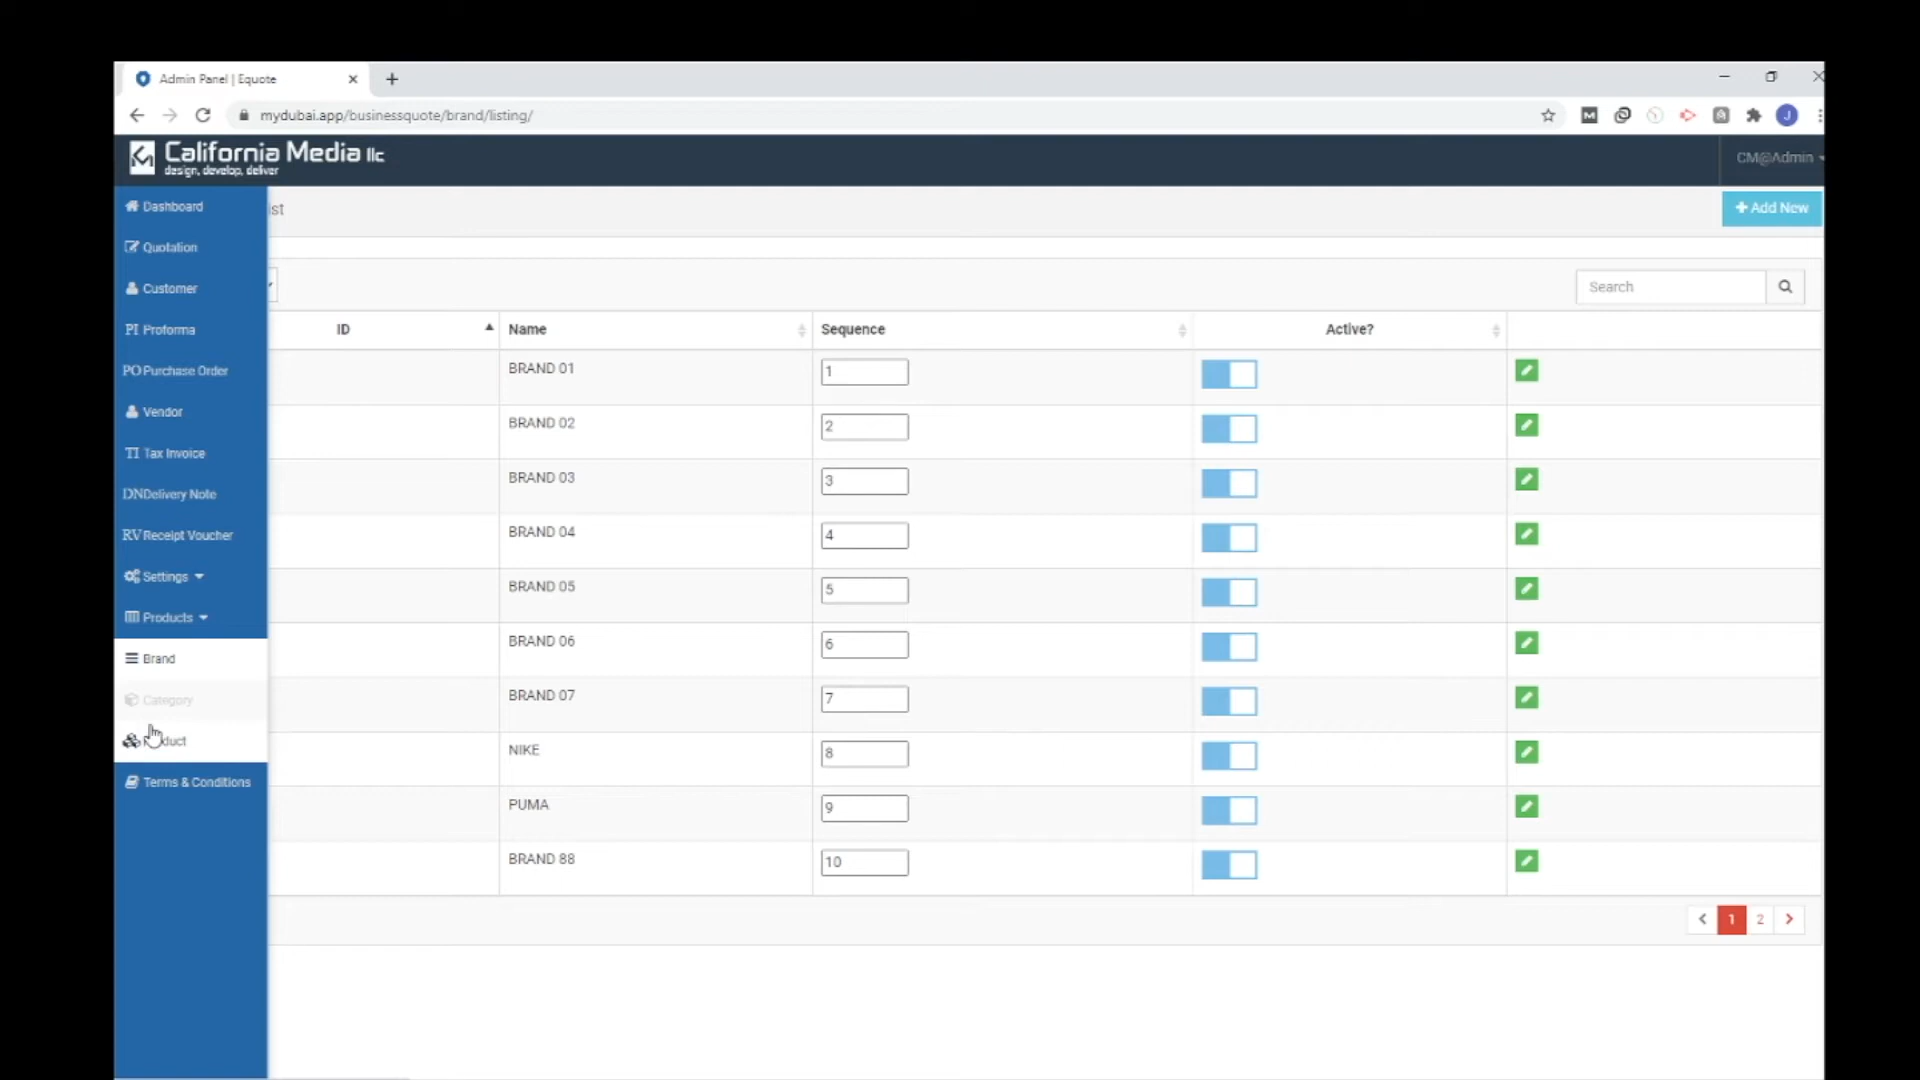 Admin Panel | Equote
mydubai.app/businessquote/brand/listing/
M
J
California Media llc
design, develop, deliver
CM@Admin
Dashboard
ist
+ Add New
Quotation
Customer
Search
PI Proforma
ID
Name
Sequence
Active?
PO Purchase Order
BRAND 01
1
Vendor
BRAND 02
2
TI Tax Invoice
BRAND 03
3
DN Delivery Note
RV Receipt Voucher
BRAND 04
4
Settings
BRAND 05
5
Products
BRAND 06
6
Brand
Category
BRAND 07
7
duct
NIKE
8
Terms & Conditions
PUMA
9
BRAND 88
10
1
2